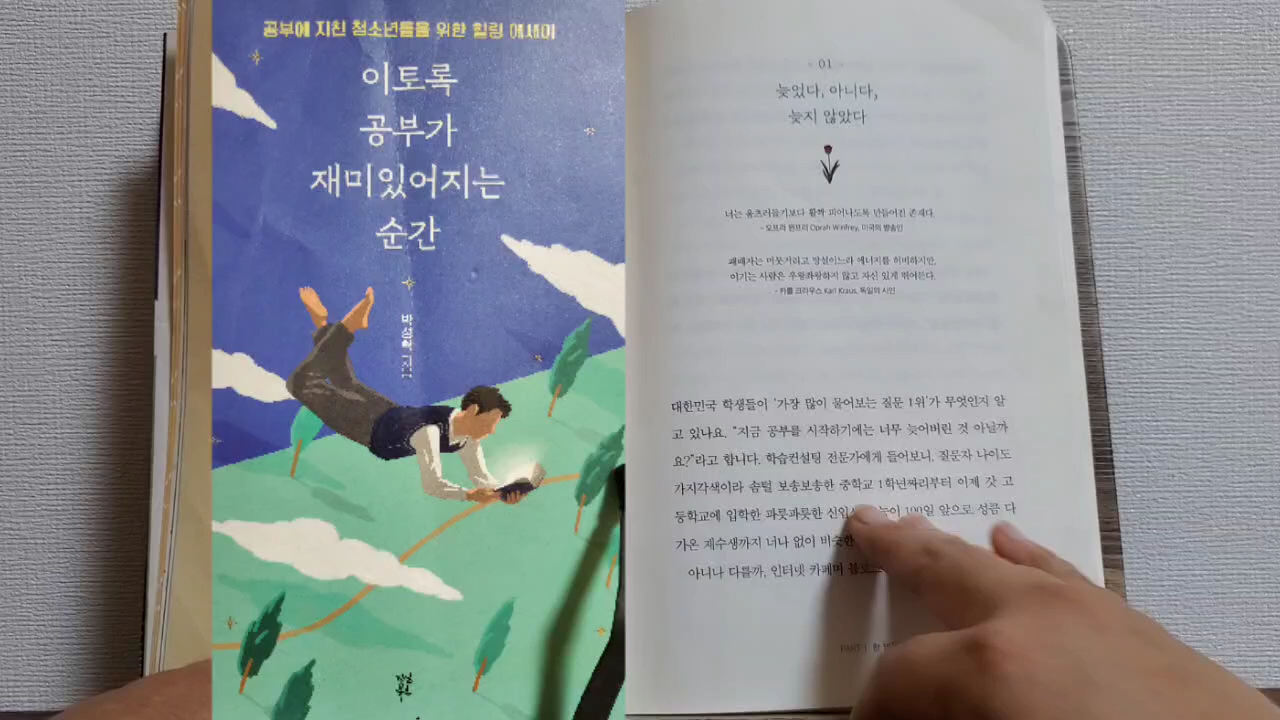 공부에 지친 청소년들을 위한 힐링 에세이
이토록
공부가
재미있어지는
순간
박성혁 지음
다산
북스
01
늦었다, 아니다,
늦지 않았다
너는 움츠러들기보다 활짝 피어나도록 만들어진 존재다.
- 오프라 윈프리 Oprah Winfrey, 미국의 방송인
패배자는 머뭇거리고 망설이느라 에너지를 허비하지만,
이기는 사람은 우왕좌왕하지 않고 자신 있게 뛰어든다.
- 카를 크라우스 Karl Kraus, 독일의 시인
대한민국 학생들이 '가장 많이 물어보는 질문 1위'가 무엇인지 알
고 있나요. "지금 공부를 시작하기에는 너무 늦어버린 것 아닐까
요?"라고 합니다. 학습컨설팅 전문가에게 들어보니, 질문자 나이도
가지각색이라 솜털 보송보송한 중학교 1학년짜리부터 이제 갓 고
등학교에 입학한 파릇파릇한 신입 100일 앞으로 성큼 다
가온 재수생까지 너나 없이 비슷한
아니나 다를까, 인터넷 카페며
PART 1